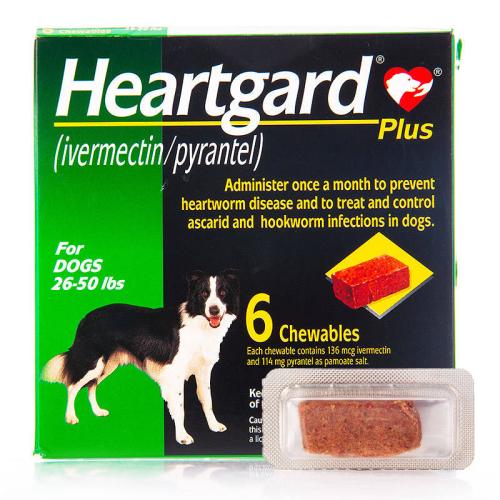 Heartgard®
®
Plus
(ivermectin/pyrantel)
Administer once a month to prevent
heartworm disease and to treat and control
ascarid and hookworm infections in dogs.
For
DOGS
26-50 lbs
6 Chewables
Each chewable contains 136 mcg ivermectin
and 114 mg pyrantel as pamoate salt.
of
this
a